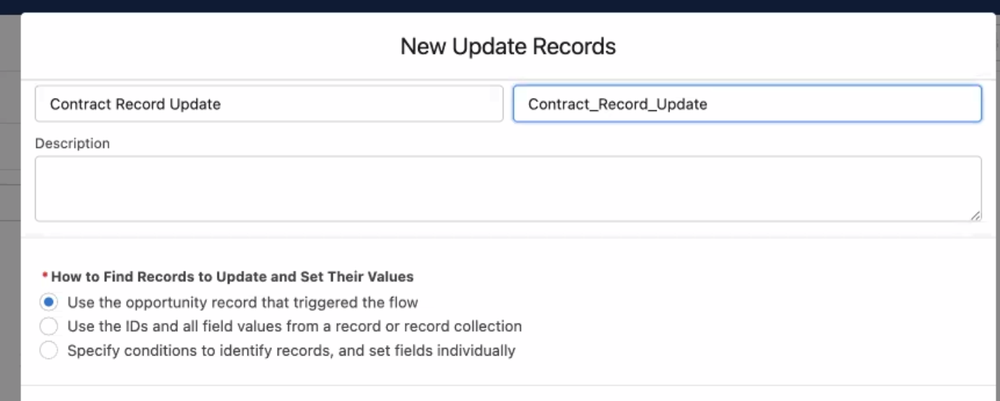 New Update Records
Contract Record Update
Contract_Record_Update
Description
* How to Find Records to Update and Set Their Values
Use the opportunity record that triggered the flow
Use the IDs and all field values from a record or record collection
Specify conditions to identify records, and set fields individually